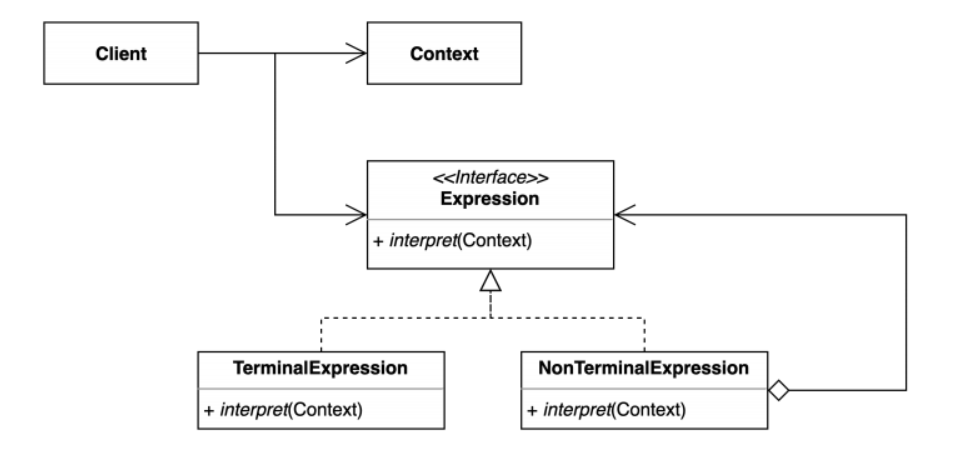 Client
Context
<<Interface>>
Expression
+ interpret(Context)
TerminalExpression
+ interpret(Context)
NonTerminalExpression
+ interpret(Context)